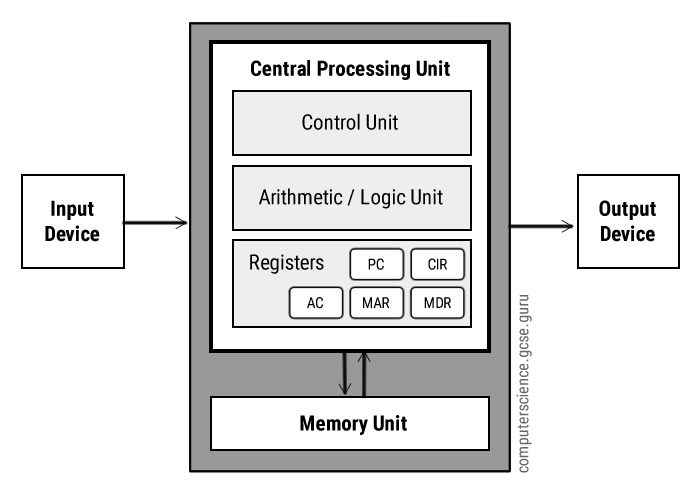 Central Processing Unit
Control Unit
Arithmetic / Logic Unit
Registers
PC
CIR
AC
MAR
MDR
Input
Device
Output
Device
Memory Unit
computerscience.gcse.guru